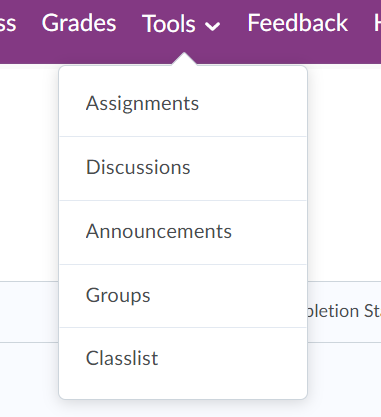 Grades Tools Feedback
Assignments
Discussions
Announcements
Groups
Classlist